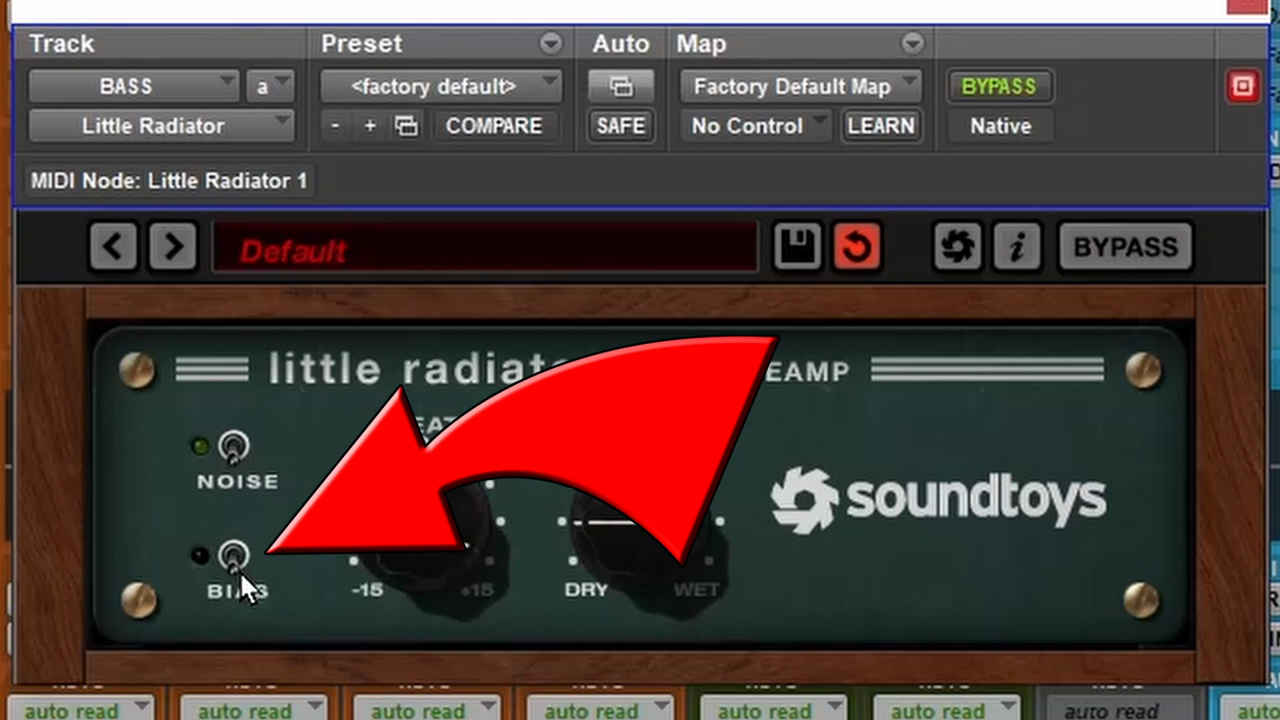 Track Preset Auto Map
BASS a <factory default> Factory Default Map BYPASS
Little Radiator - + COMPARE SAFE No Control LEARN Native
MIDI Node: Little Radiator 1
Default i BYPASS
little
NOISE
soundtoys
-15 +15 DRY WET
auto read auto read auto read auto read auto read auto read auto read auto